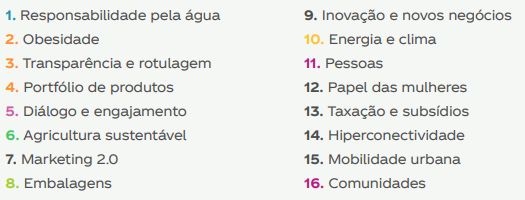 1. Responsabilidade pela água
2. Obesidade
3. Transparência e rotulagem
4. Portfólio de produtos
5. Diálogo e engajamento
6. Agricultura sustentável
7. Marketing 2.0
8. Embalagens
9. Inovação e novos negócios
10. Energia e clima
11. Pessoas
12. Papel das mulheres
13. Taxação e subsídios
14. Hiperconectividade
15. Mobilidade urbana
16. Comunidades